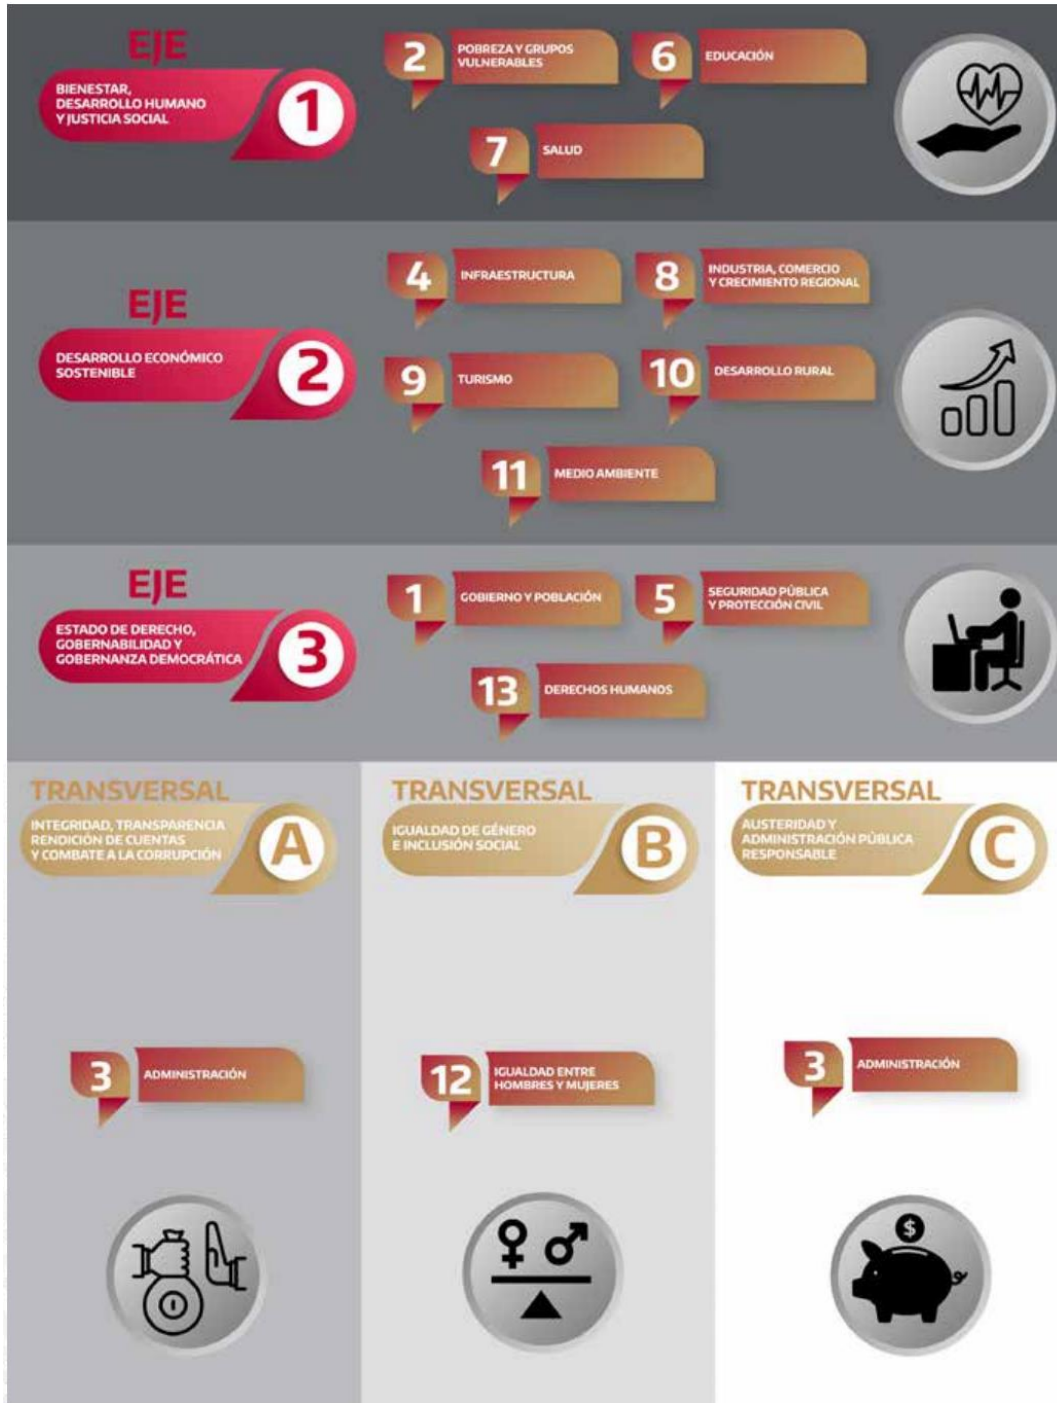 EJE
BIENESTAR,
DESARROLLO HUMANO
Y JUSTICIA SOCIAL
1
2
POBREZA Y GRUPOS
VULNERABLES
6
EDUCACIÓN
7
SALUD
EJE
DESARROLLO ECONÓMICO
SOSTENIBLE
2
4
INFRAESTRUCTURA
8
INDUSTRIA, COMERCIO
Y CRECIMIENTO REGIONAL
9
TURISMO
10
DESARROLLO RURAL
11
MEDIO AMBIENTE
EJE
ESTADO DE DERECHO,
GOBERNABILIDAD Y
GOBERNANZA DEMOCRÁTICA
3
1
GOBIERNO Y POBLACIÓN
5
SEGURIDAD PÚBLICA
Y PROTECCIÓN CIVIL
13
DERECHOS HUMANOS
TRANSVERSAL
INTEGRIDAD, TRANSPARENCIA
RENDICIÓN DE CUENTAS
Y COMBATE A LA CORRUPCIÓN
A
3
ADMINISTRACIÓN
TRANSVERSAL
IGUALDAD DE GÉNERO
E INCLUSIÓN SOCIAL
B
12
IGUALDAD ENTRE
HOMBRES Y MUJERES
TRANSVERSAL
AUSTERIDAD Y
ADMINISTRACIÓN PÚBLICA
RESPONSABLE
C
3
ADMINISTRACIÓN
$